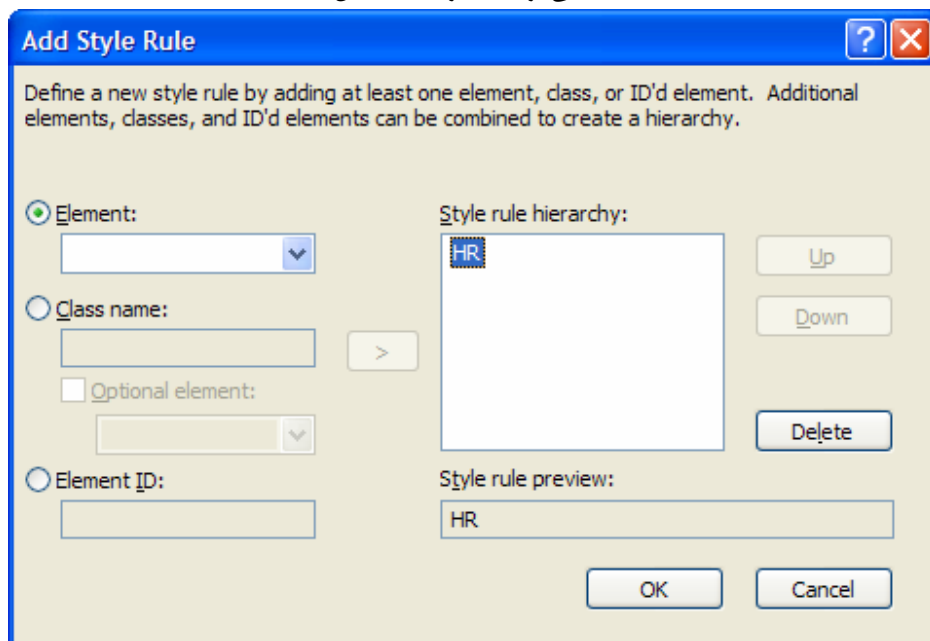 Add Style Rule
Define a new style rule by adding at least one element, class, or ID'd element. Additional
elements, classes, and ID'd elements can be combined to create a hierarchy.
Element:
Style rule hierarchy:
HR
Up
Class name:
Down
>
Optional element:
Delete
Element ID:
Style rule preview:
HR
OK
Cancel